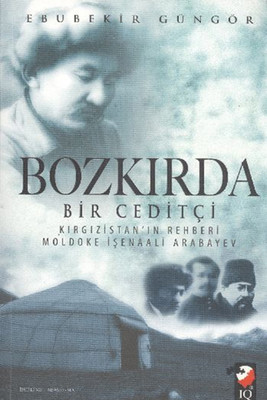 EBUBEKİR GÜNGÖR
BOZKIRDA
BİR CEDİTÇİ
KIRGIZİSTAN'IN REHBERİ
MOLDOKE İŞENAALİ ARABAYEV
IQ